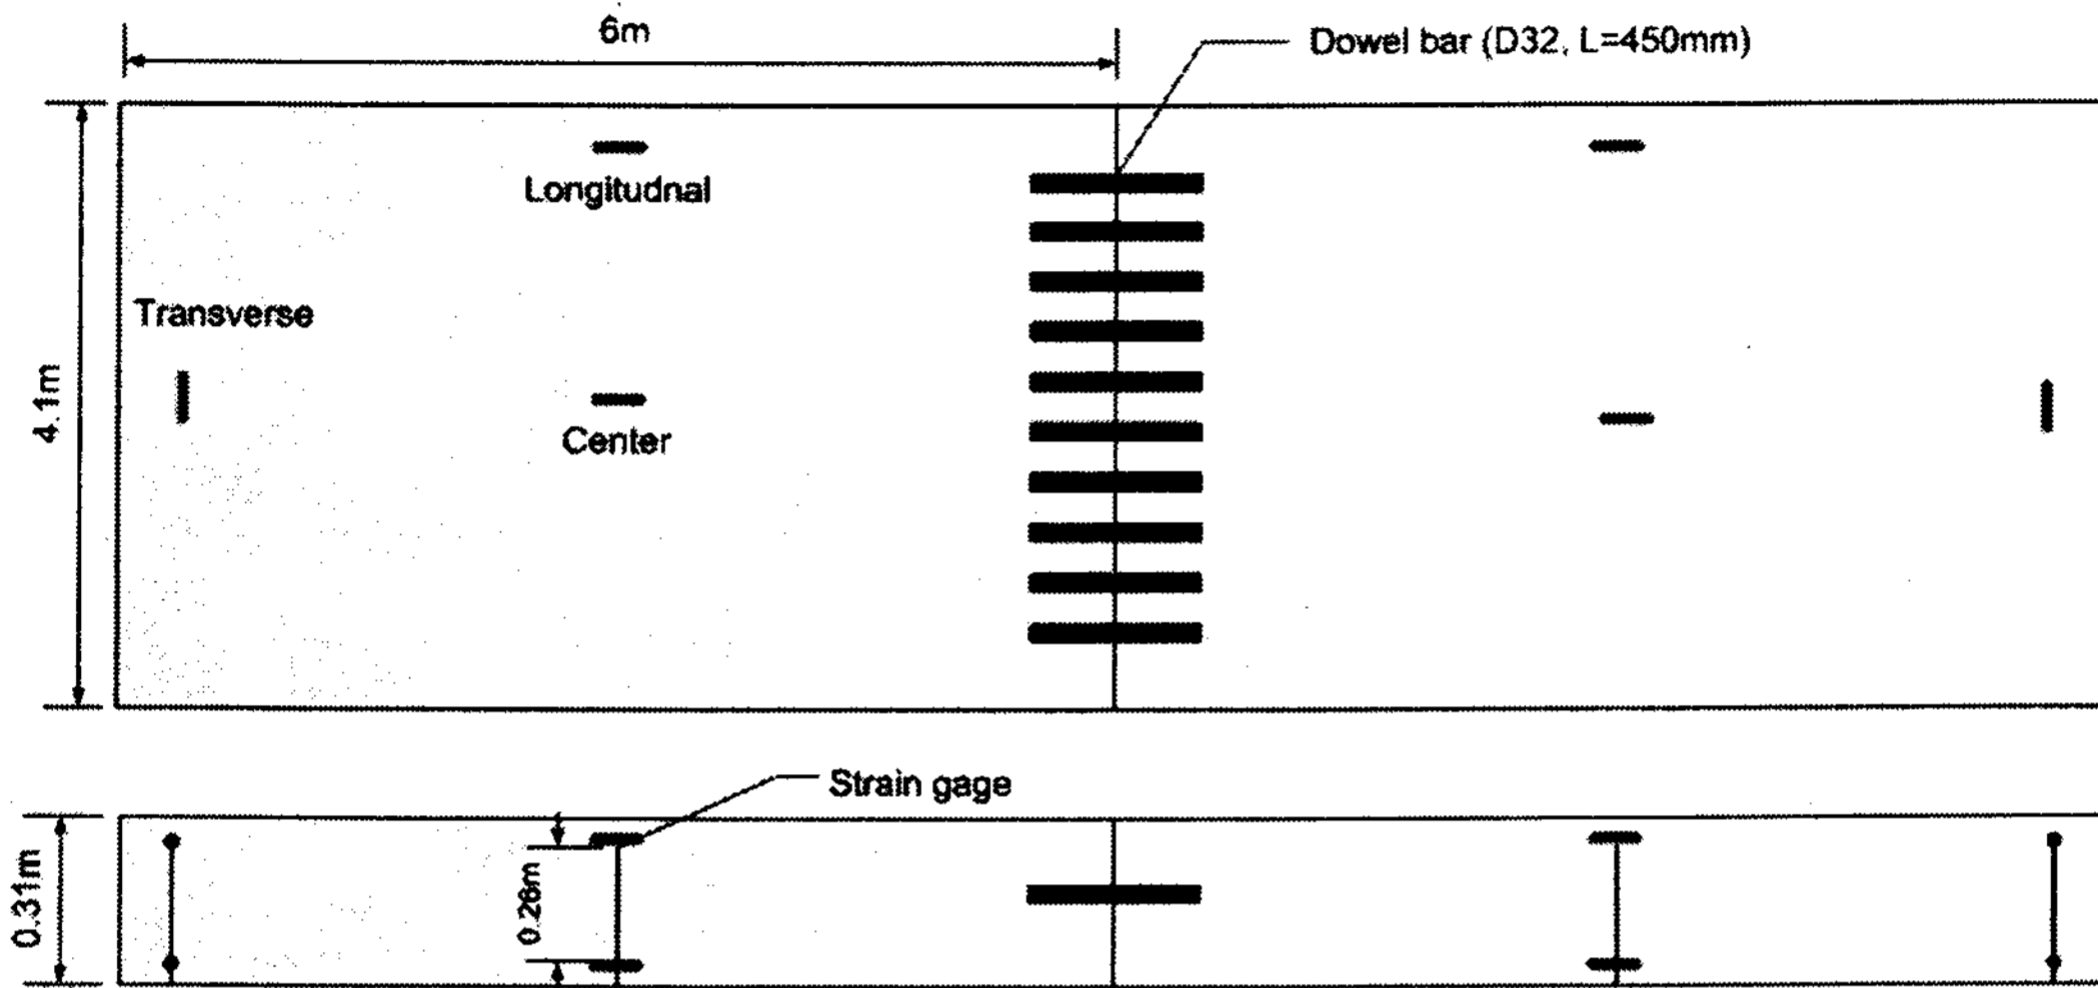 6m
Dowel bar (D32, L=450mm)
Longitudnal
Transverse
4.1m
Center
Strain gage
0.31m
0.26m